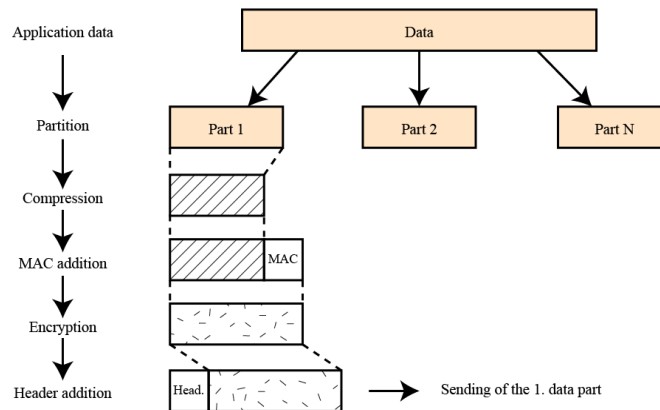 Application data
Data
Partition
Part 1
Part 2
Part N
Compression
MAC addition
MAC
Encryption
Header addition
Head.
Sending of the 1. data part